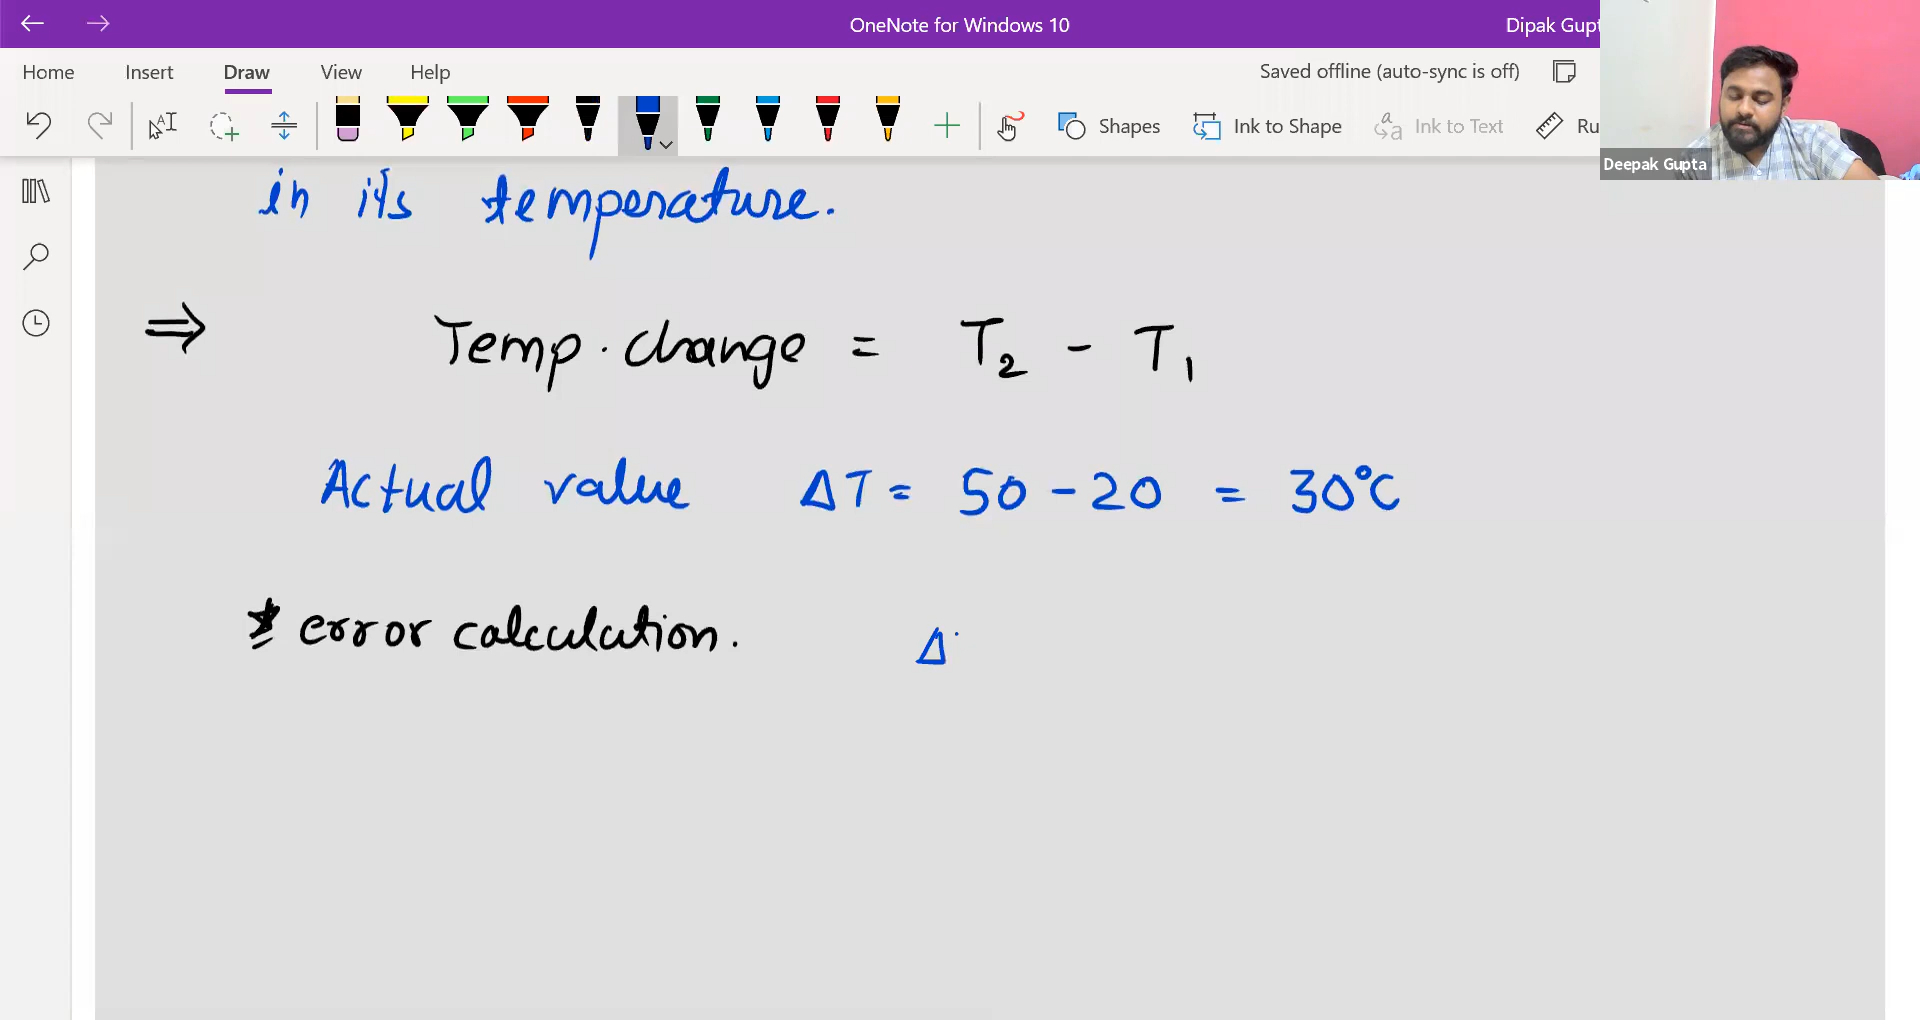 OneNote for Windows 10
Dipak Gupt
Home Insert Draw View Help
Saved offline (auto-sync is off)
Shapes Ink to Shape Ink to Text Ru
Deepak Gupta
in its temperature.
⇒ Temp. change = T₂ - T₁
Actual value ΔT = 50 - 20 = 30°C
* error calculation. Δ